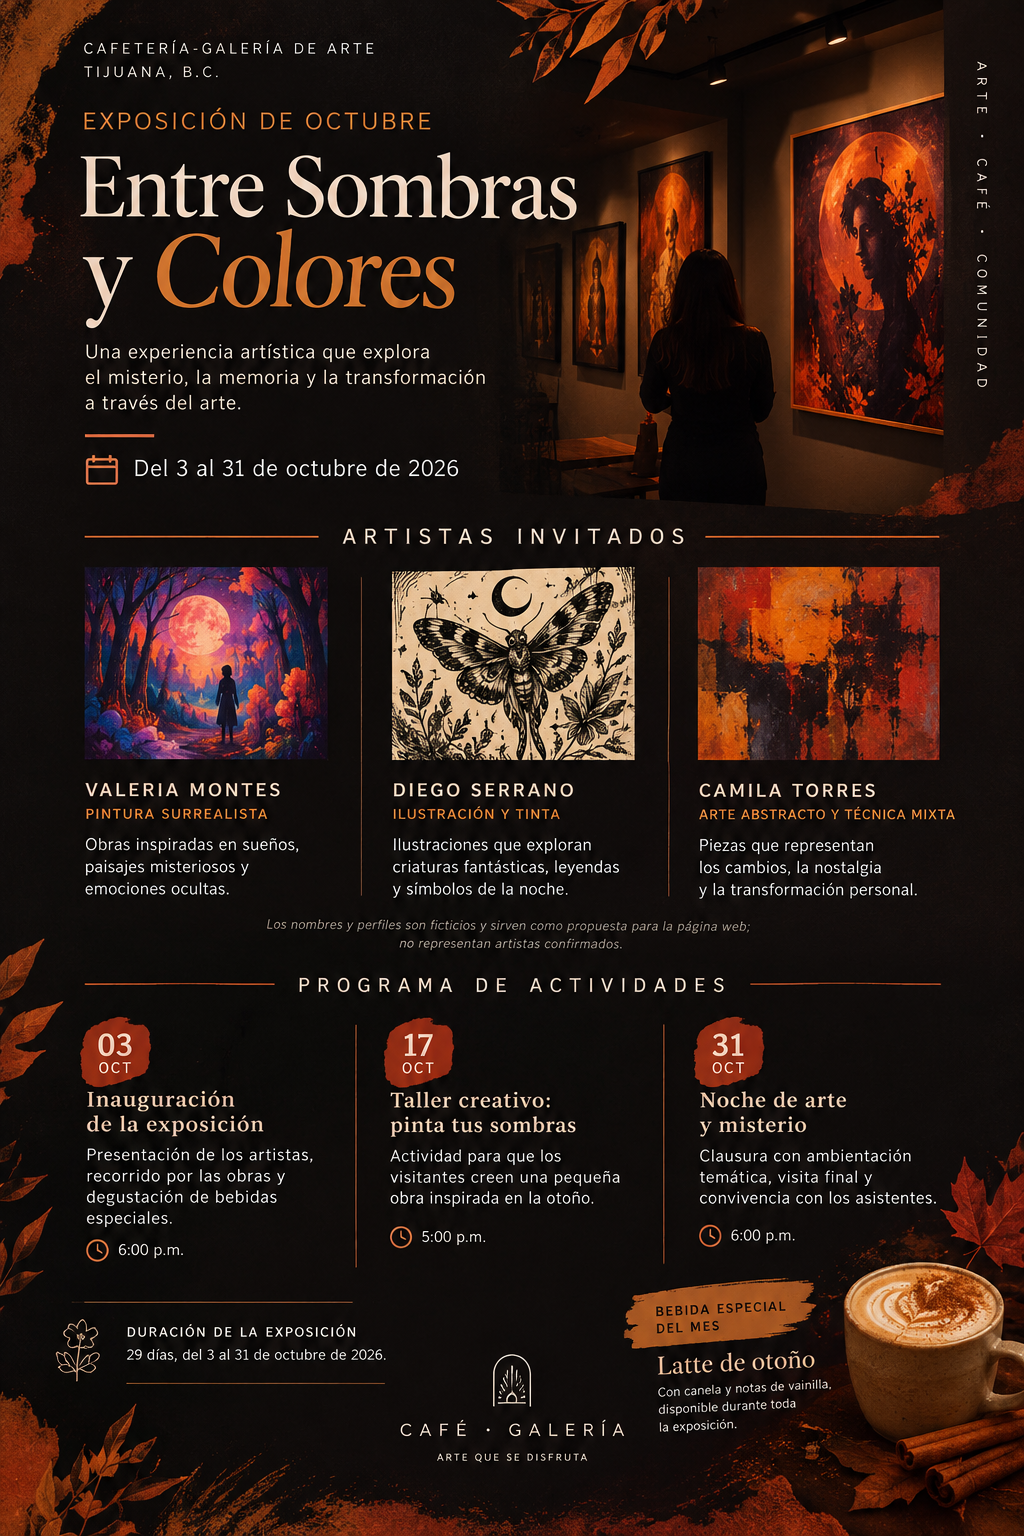 CAFETERÍA-GALERÍA DE ARTE
TIJUANA, B.C.
EXPOSICIÓN DE OCTUBRE
Entre Sombras
y Colores
Una experiencia artística que explora
el misterio, la memoria y la transformación
a través del arte.
Del 3 al 31 de octubre de 2026
ARTE • CAFÉ • COMUNIDAD
ARTISTAS INVITADOS
VALERIA MONTES
PINTURA SURREALISTA
Obras inspiradas en sueños,
paisajes misteriosos y
emociones ocultas.
DIEGO SERRANO
ILUSTRACIÓN Y TINTA
Ilustraciones que exploran
criaturas fantásticas, leyendas
y símbolos de la noche.
CAMILA TORRES
ARTE ABSTRACTO Y TÉCNICA MIXTA
Piezas que representan
los cambios, la nostalgia
y la transformación personal.
Los nombres y perfiles son ficticios y sirven como propuesta para la página web;
no representan artistas confirmados.
PROGRAMA DE ACTIVIDADES
03
OCT
Inauguración
de la exposición
Presentación de los artistas,
recorrido por las obras y
degustación de bebidas
especiales.
6:00 p.m.
17
OCT
Taller creativo:
pinta tus sombras
Actividad para que los
visitantes creen una pequeña
obra inspirada en la otoño.
5:00 p.m.
31
OCT
Noche de arte
y misterio
Clausura con ambientación
temática, visita final y
convivencia con los asistentes.
6:00 p.m.
DURACIÓN DE LA EXPOSICIÓN
29 días, del 3 al 31 de octubre de 2026.
CAFÉ · GALERÍA
ARTE QUE SE DISFRUTA
BEBIDA ESPECIAL
DEL MES
Latte de otoño
Con canela y notas de vainilla,
disponible durante toda
la exposición.